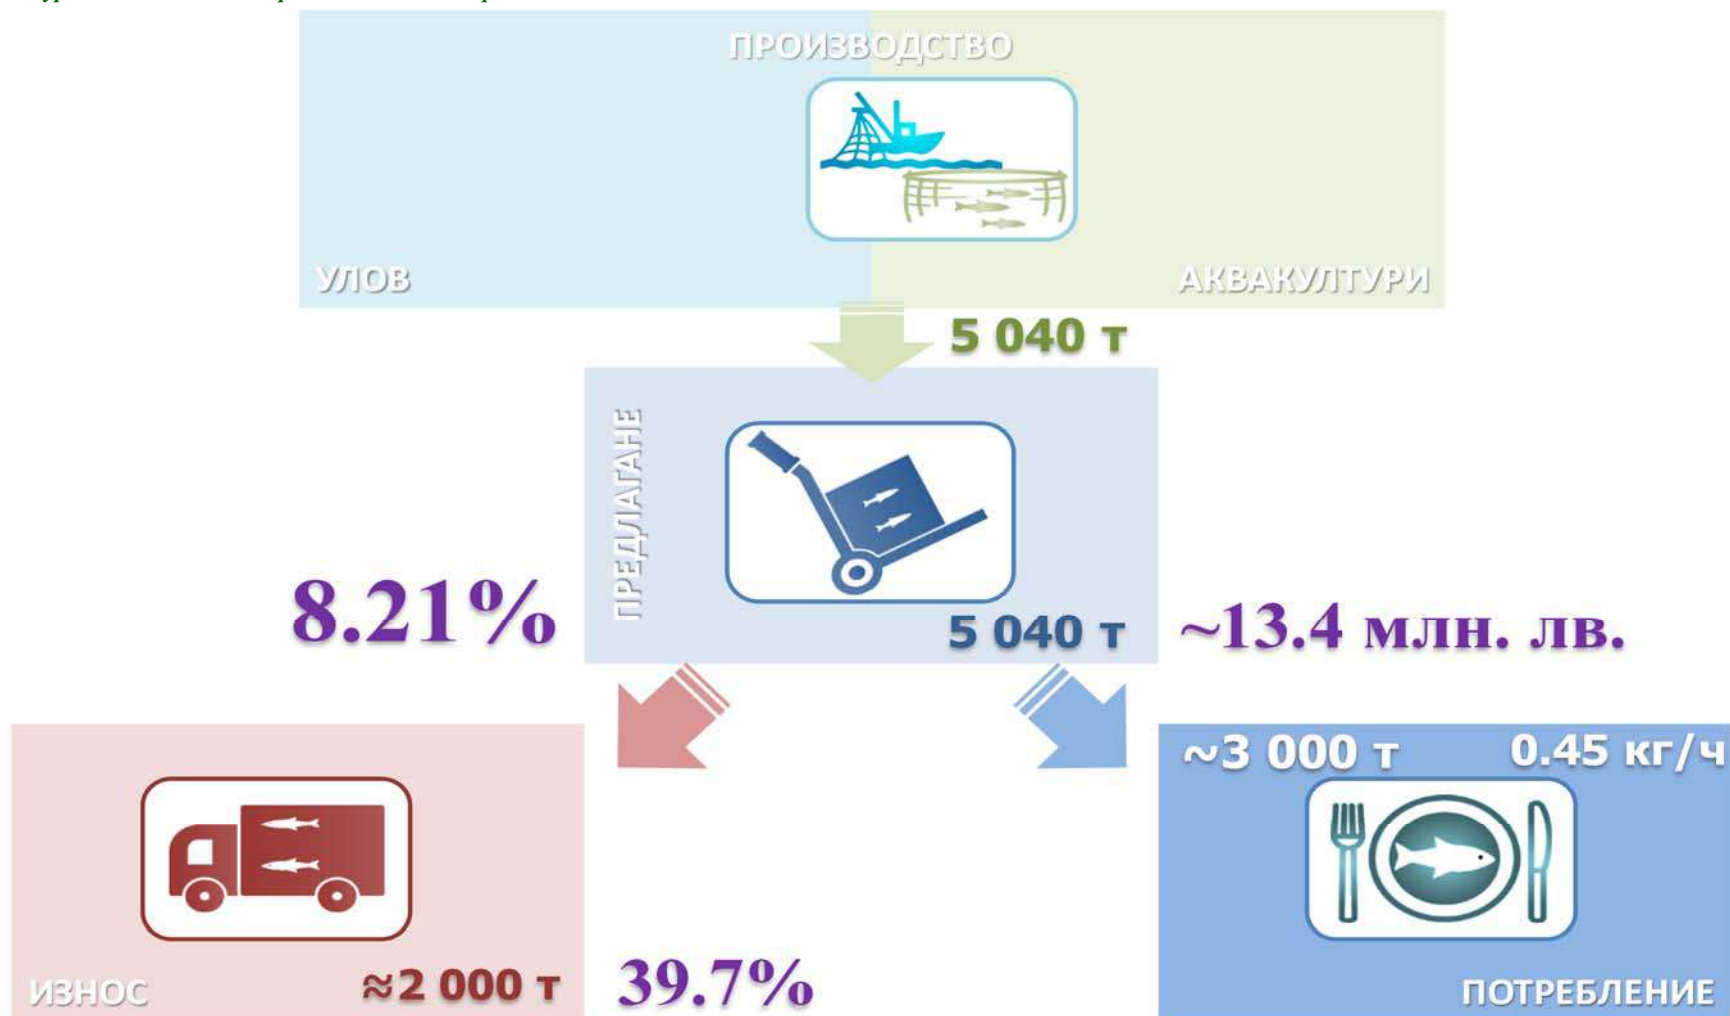 ПРОИЗВОДСТВО
УЛОВ
АКВАКУЛТУРИ
5 040 т
ПРЕДЛАГАНЕ
5 040 т
8.21%
~13.4 млн. лв.
~3 000 т 0.45 кг/ч
ИЗНОС
≈2 000 т
39.7%
ПОТРЕБЛЕНИЕ